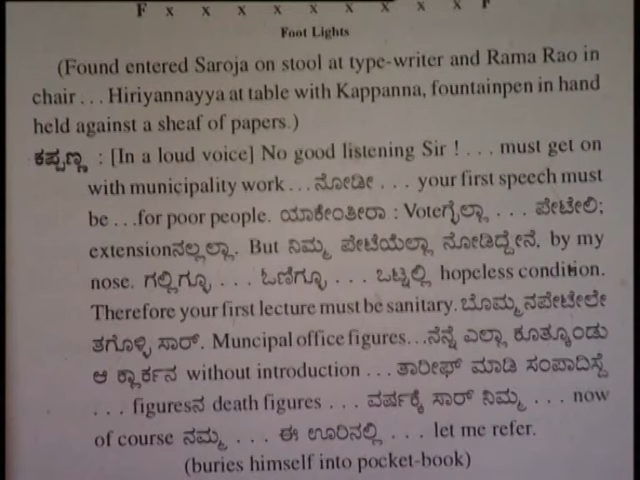 F x x x x x x x x x F
Foot Lights
(Found entered Saroja on stool at type-writer and Rama Rao in
chair . . . Hiriyannayya at table with Kappanna, fountainpen in hand
held against a sheaf of papers.)
ಕಪ್ಪಣ್ಣ : [In a loud voice] No good listening Sir ! . . . must get on
with municipality work . . . ನೋಡೀ . . . your first speech must
be . . .for poor people. ಯಾಕೇಂತೀರಾ : Voteಗೈಲ್ಲಾ . . . ಪೇಟೇಲಿ;
extensionನಲ್ಲಲ್ಲಾ. But ನಿಮ್ಮ ಪೇಟೆಯೆಲ್ಲಾ ನೋಡಿದ್ದೇನೆ, by my
nose. ಗಲ್ಲಿಗ್ಳೂ . . . ಓಣಿಗ್ಳೂ . . . ಒಟ್ನಲ್ಲಿ hopeless condition.
Therefore your first lecture must be sanitary. ಬೊಮ್ಮನಪೇಟೇಲೇ
ತಗೊಳ್ಳಿ ಸಾರ್. Muncipal office figures...ನೆನ್ನೆ ಎಲ್ಲಾ ಕೂತ್ಕೂಂಡು
ಆ ಕ್ಲಾರ್ಕನ without introduction . . . ತಾರೀಫ್ ಮಾಡಿ ಸಂಪಾದಿಸ್ದೆ
. . . figuresನ death figures . . . ವರ್ಷಕ್ಕೆ ಸಾರ್ ನಿಮ್ಮ . . . now
of course ನಮ್ಮ . . . ಈ ಊರಿನಲ್ಲಿ . . . let me refer.
(buries himself into pocket-book)